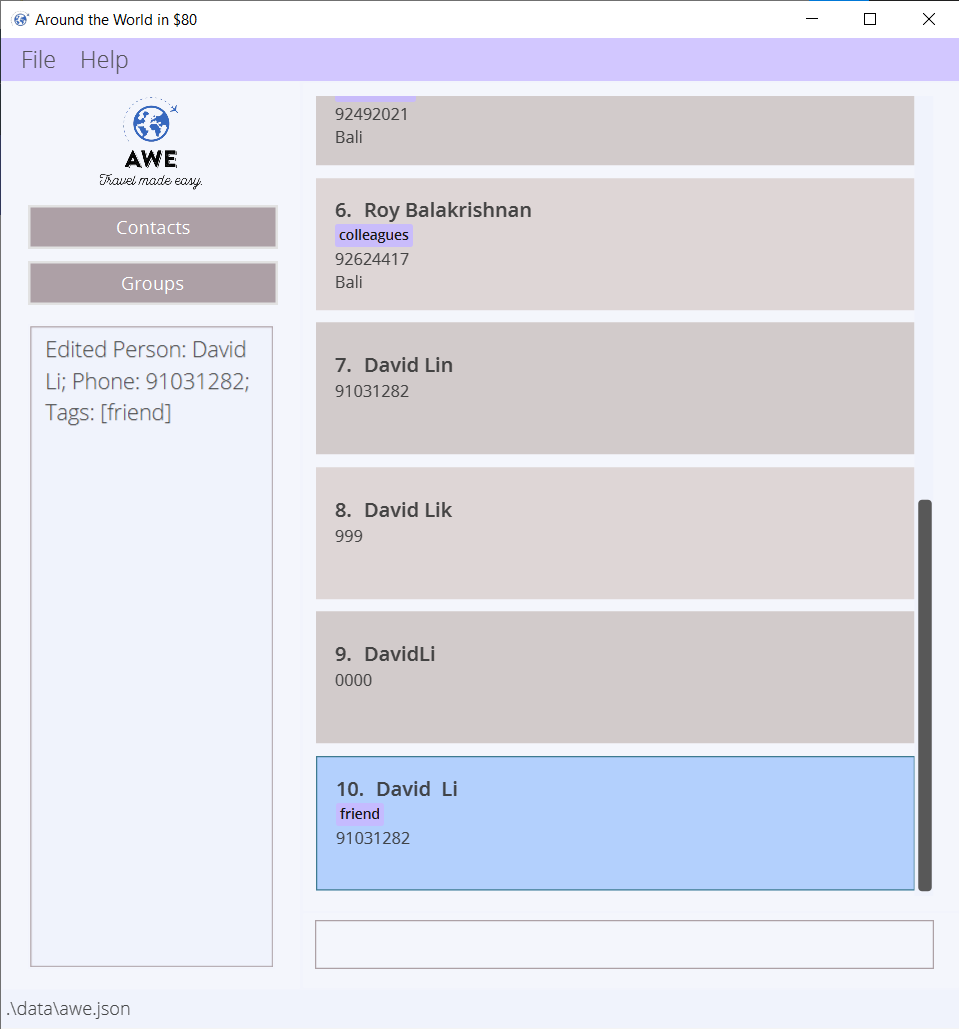 Around the World in $80
File Help
AWE
Travel made easy.
Contacts
Groups
Edited Person: David
Li; Phone: 91031282;
Tags: [friend]
92492021
Bali
6. Roy Balakrishnan
colleagues
92624417
Bali
7. David Lin
91031282
8. David Lik
999
9. DavidLi
0000
10. David  Li
friend
91031282
.\data\awe.json